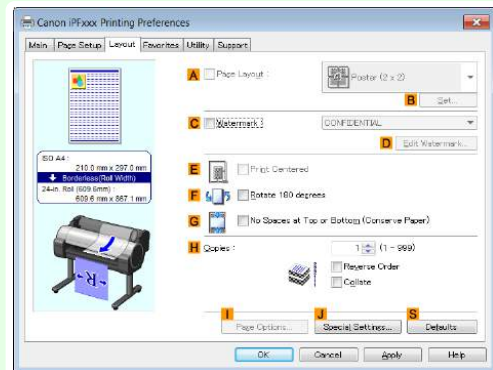 Canon iPFxxx Printing Preferences
Main Page Setup Layout Favorites Utility Support
A Page Layout : Poster (2 x 2)
B Set...
C Watermark : CONFIDENTIAL
D Edit Watermark...
ISO A4 :
210.0 mm x 297.0 mm
Borderless(Roll Width)
24-in. Roll (609.6mm) :
609.6 mm x 867.1 mm
E Print Centered
F Rotate 180 degrees
G No Spaces at Top or Bottom (Conserve Paper)
H Copies : 1 (1 - 999)
Reverse Order
Collate
R
I J S
Page Options... Special Settings... Defaults
OK Cancel Apply Help